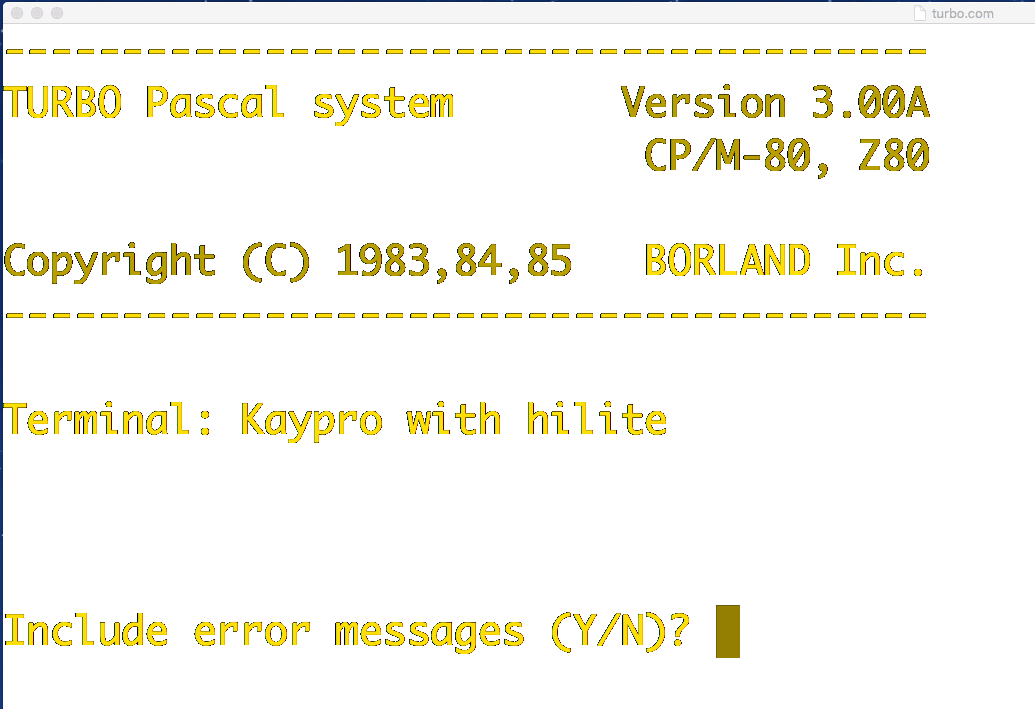 turbo.com
----------------------------------------
TURBO Pascal system       Version 3.00A
                           CP/M-80, Z80
Copyright (C) 1983,84,85   BORLAND Inc.
----------------------------------------
Terminal: Kaypro with hilite
Include error messages (Y/N)?